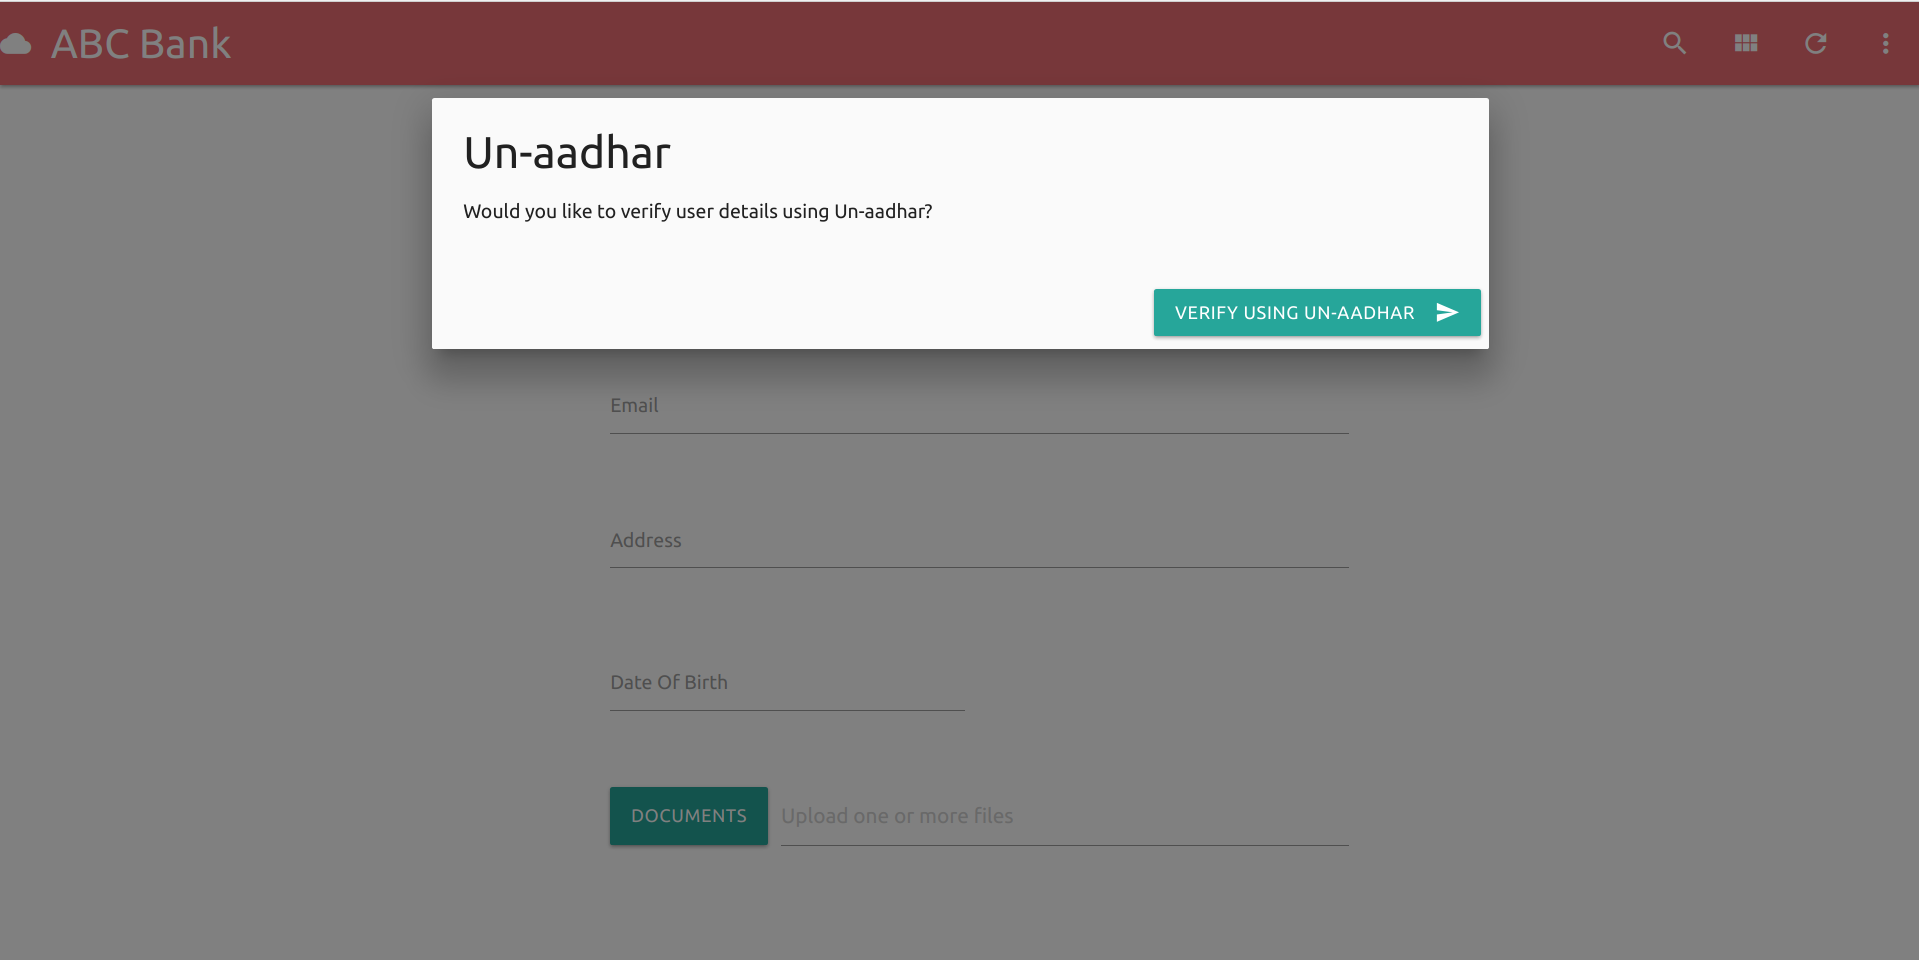 ABC Bank
Un-aadhar
Would you like to verify user details using Un-aadhar?
VERIFY USING UN-AADHAR
Email
Address
Date Of Birth
DOCUMENTS Upload one or more files